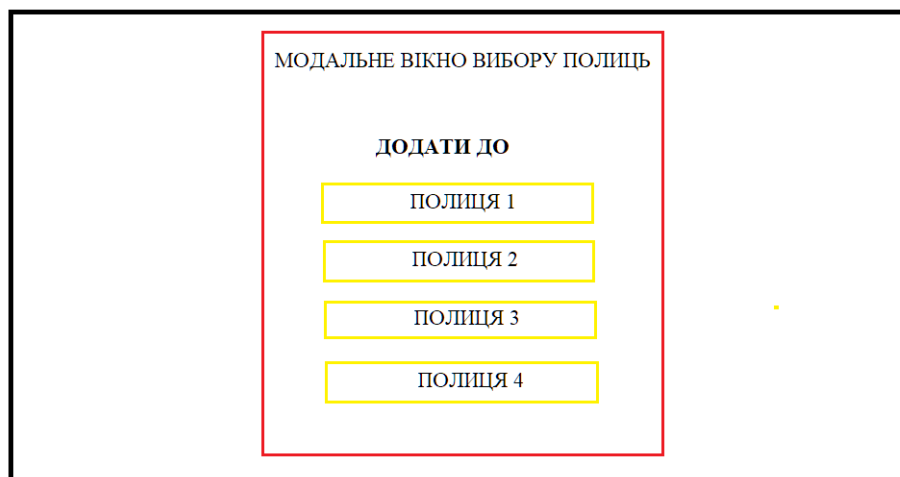 МОДАЛЬНЕ ВІКНО ВИБОРУ ПОЛИЦЬ
ДОДАТИ ДО
ПОЛИЦЯ 1
ПОЛИЦЯ 2
ПОЛИЦЯ 3
ПОЛИЦЯ 4